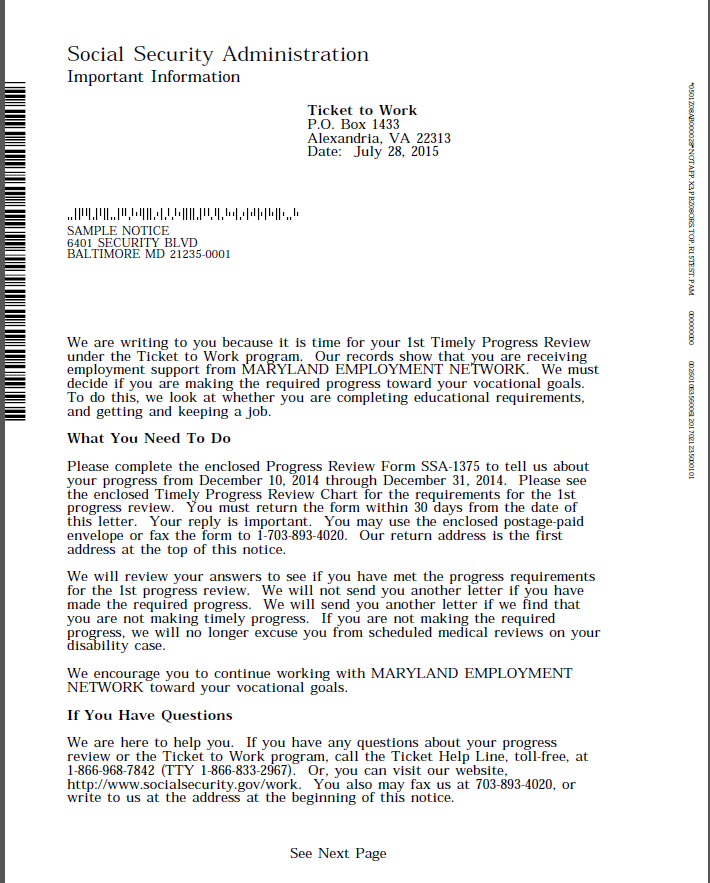 Social Security Administration
Important Information
Ticket to Work
P.O. Box 1433
Alexandria, VA 22313
Date: July 28, 2015
SAMPLE NOTICE
6401 SECURITY BLVD
BALTIMORE MD 21235-0001
We are writing to you because it is time for your 1st Timely Progress Review
under the Ticket to Work program. Our records show that you are receiving
employment support from MARYLAND EMPLOYMENT NETWORK. We must
decide if you are making the required progress toward your vocational goals.
To do this, we look at whether you are completing educational requirements,
and getting and keeping a job.
What You Need To Do
Please complete the enclosed Progress Review Form SSA-1375 to tell us about
your progress from December 10, 2014 through December 31, 2014. Please see
the enclosed Timely Progress Review Chart for the requirements for the 1st
progress review. You must return the form within 30 days from the date of
this letter. Your reply is important. You may use the enclosed postage-paid
envelope or fax the form to 1-703-893-4020. Our return address is the first
address at the top of this notice.
We will review your answers to see if you have met the progress requirements
for the 1st progress review. We will not send you another letter if you have
made the required progress. We will send you another letter if we find that
you are not making timely progress. If you are not making the required
progress, we will no longer excuse you from scheduled medical reviews on your
disability case.
We encourage you to continue working with MARYLAND EMPLOYMENT
NETWORK toward your vocational goals.
If You Have Questions
We are here to help you. If you have any questions about your progress
review or the Ticket to Work program, call the Ticket Help Line, toll-free, at
1-866-968-7842 (TTY 1-866-833-2967). Or, you can visit our website,
http://www.socialsecurity.gov/work. You also may fax us at 703-893-4020, or
write to us at the address at the beginning of this notice.
See Next Page